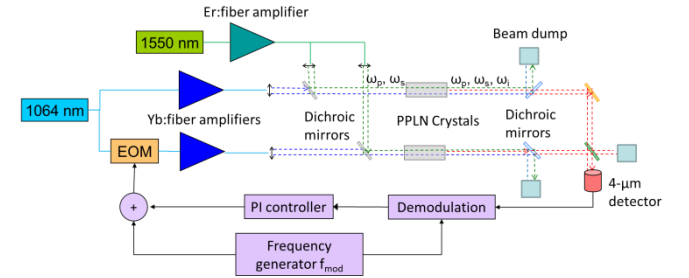 Er:fiber amplifier
1550 nm
Beam dump
ωp, ωs
ωp, ωs, ωi
1064 nm
Yb:fiber amplifiers
Dichroic
mirrors
PPLN Crystals
Dichroic
mirrors
EOM
4-μm
detector
+
PI controller
Demodulation
Frequency
generator fmod